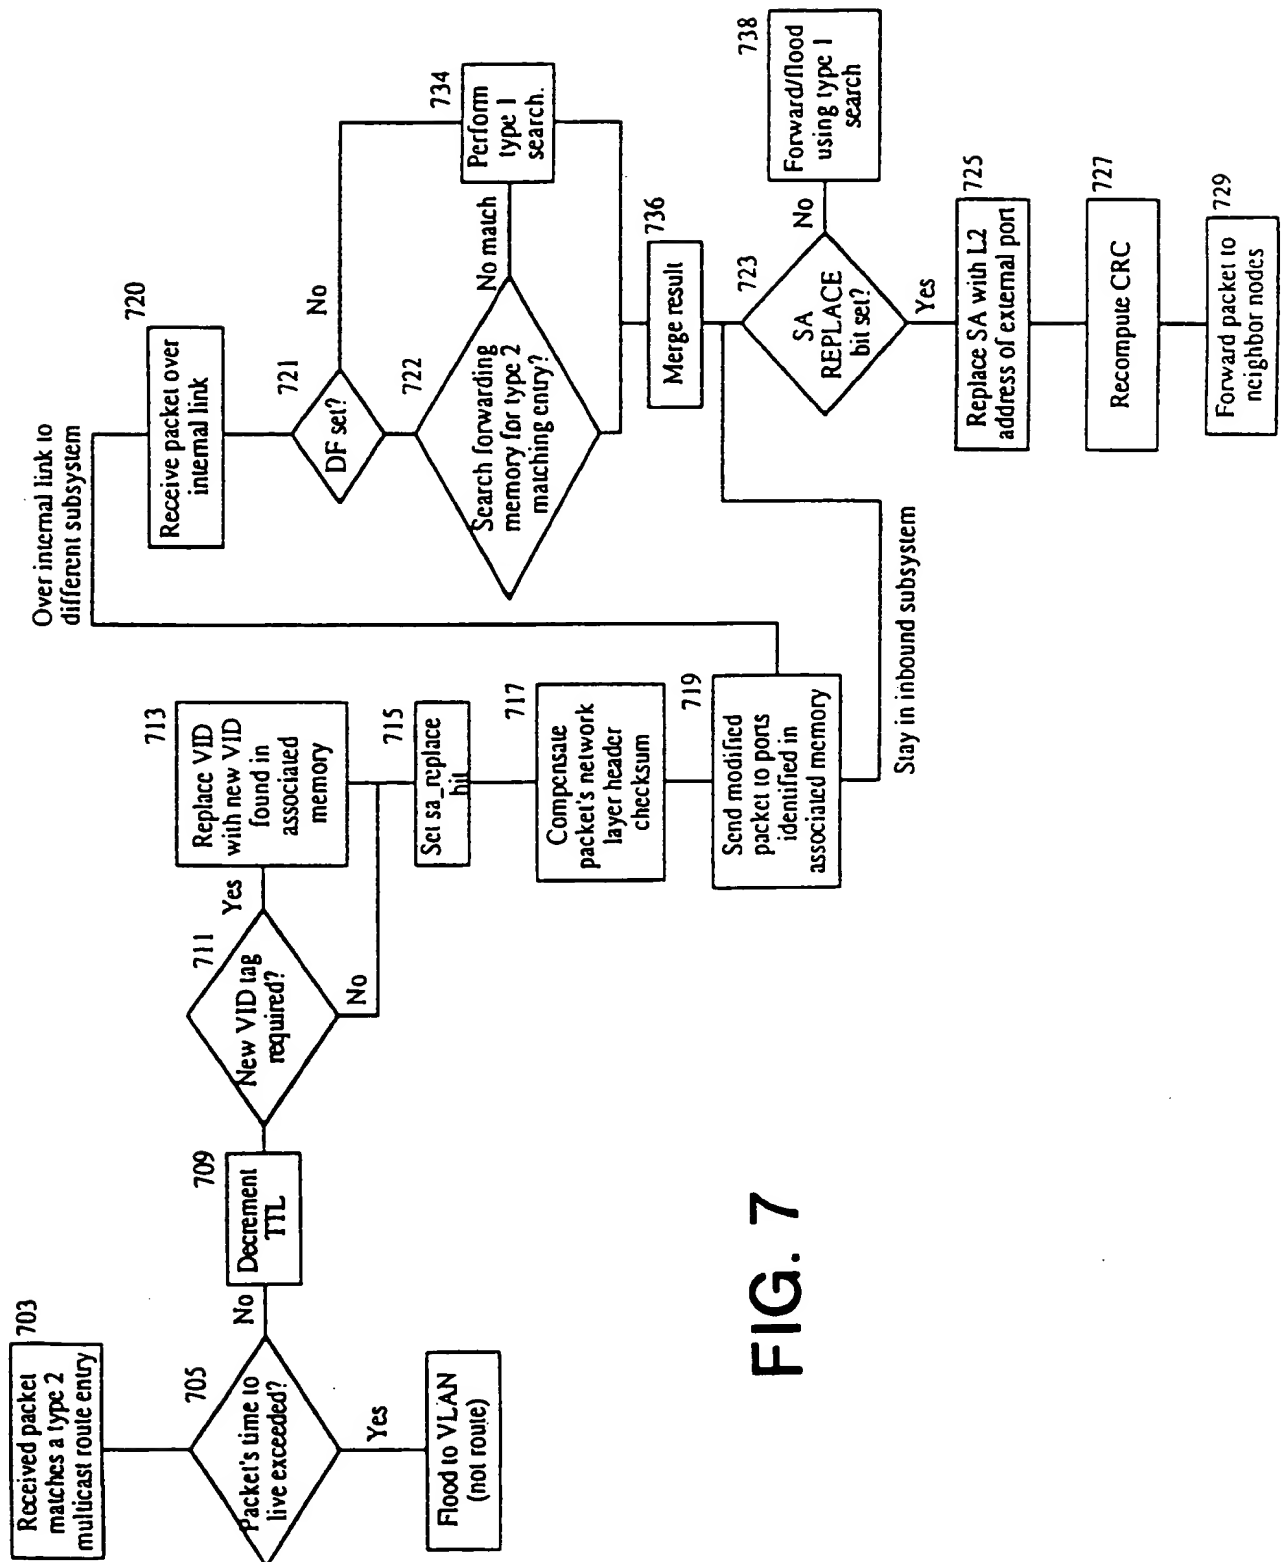 703
Received packet
matches a type 2
multicast route entry
705
Packet's time to
live exceeded?
Yes
Flood to VLAN
(not route)
No
709
Decrement
TTL
711
New VID tag
required?
Yes
No
713
Replace VID
with new VID
found in
associated
memory
715
Set sa_replace
bit
717
Compensate
packet's network
layer header
checksum
719
Send modified
packet to ports
identified in
associated memory
Over internal link to
different subsystem
Stay in inbound subsystem
720
Receive packet over
internal link
721
DF set?
No
722
Search forwarding
memory for type 2
matching entry?
No match
734
Perform
type 1
search.
736
Merge result
723
SA
REPLACE
bit set?
No
738
Forward/flood
using type 1
search
Yes
725
Replace SA with L2
address of external port
727
Recompute CRC
729
Forward packet to
neighbor nodes
FIG. 7